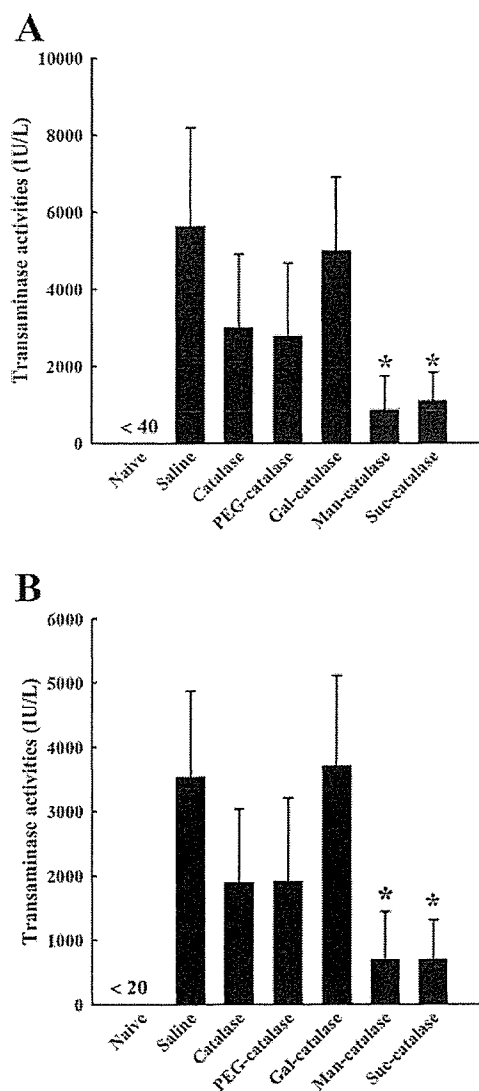 A
10000
8000
6000
4000
2000
0
Transaminase activities (IU/L)
< 40
* *
Naive
Saline
Catalase
PEG-catalase
Gal-catalase
Man-catalase
Suc-catalase
B
6000
5000
4000
3000
2000
1000
0
Transaminase activities (IU/L)
< 20
* *
Naive
Saline
Catalase
PEG-catalase
Gal-catalase
Man-catalase
Suc-catalase